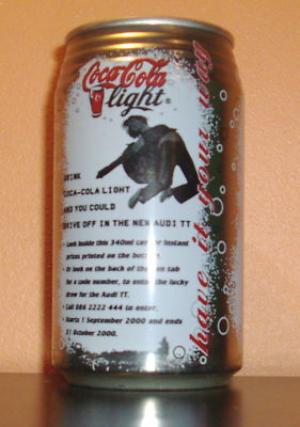 Coca-Cola
light®
DRINK
COCA-COLA LIGHT
AND YOU COULD
DRIVE OFF IN THE NEW AUDI TT
• Look inside this 340ml can for instant
prizes printed on the bottom.
• Or look on the back of the can tab
for a code number, to enter the lucky
draw for the Audi TT.
• Call 086 2222 444 to enter.
• Starts 1 September 2000 and ends
31 October 2000.
have it your way